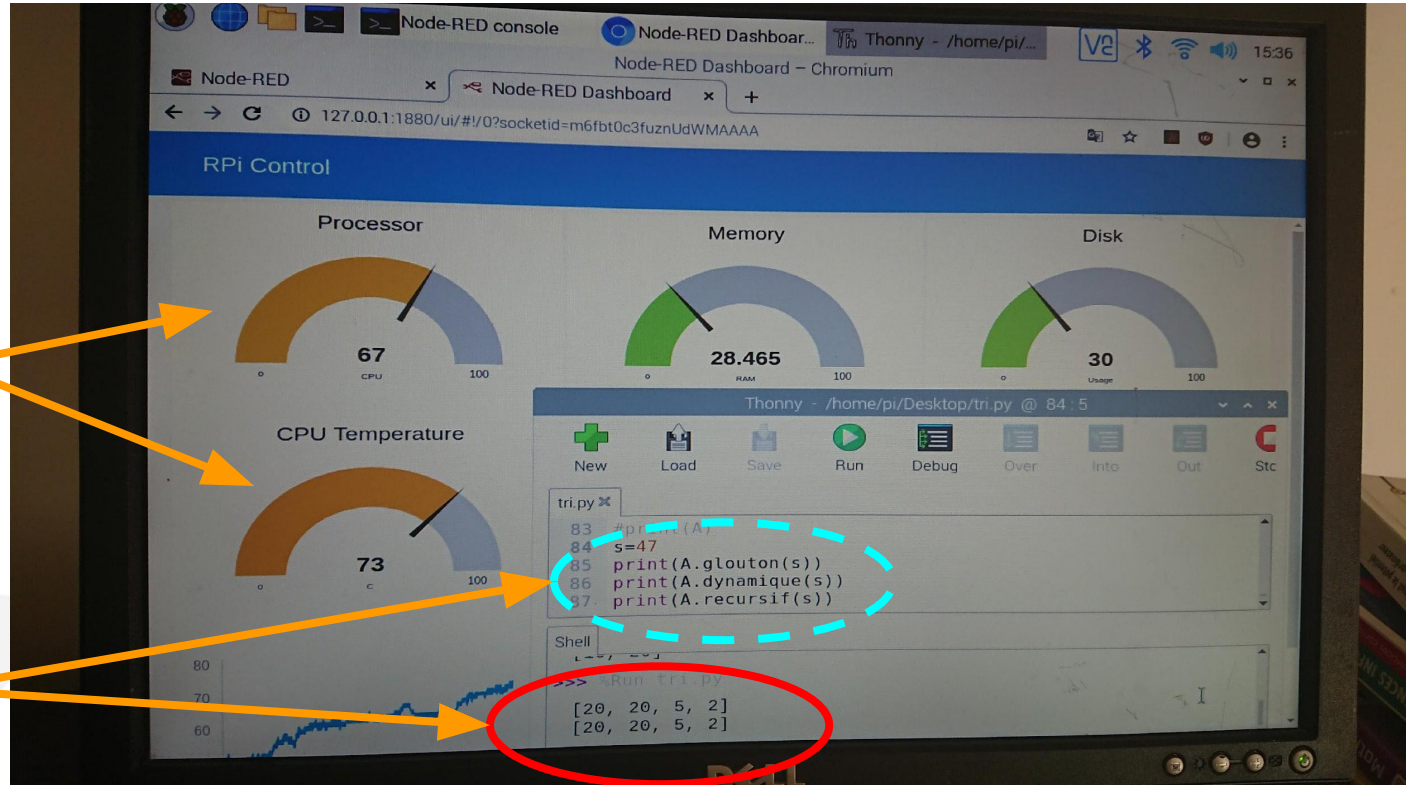 Node-RED console
Node-RED Dashboar...
Thonny - /home/pi/...
V2
15:36
Node-RED Dashboard – Chromium
Node-RED
Node-RED Dashboard
127.0.0.1:1880/ui/#!/0?socketid=m6fbt0c3fuznUdWMAAAA
RPi Control
Processor
Memory
Disk
67
CPU
0
100
28.465
RAM
0
100
30
Usage
0
100
CPU Temperature
73
C
0
100
Thonny - /home/pi/Desktop/tri.py @ 84 : 5
New Load Save Run Debug Over Into Out Stc
tri.py
83 #print(A)
84 s=47
85 print(A.glouton(s))
86 print(A.dynamique(s))
87 print(A.recursif(s))
Shell
>>> %Run tri.py
[20, 20, 5, 2]
[20, 20, 5, 2]
80
70
60
DELL